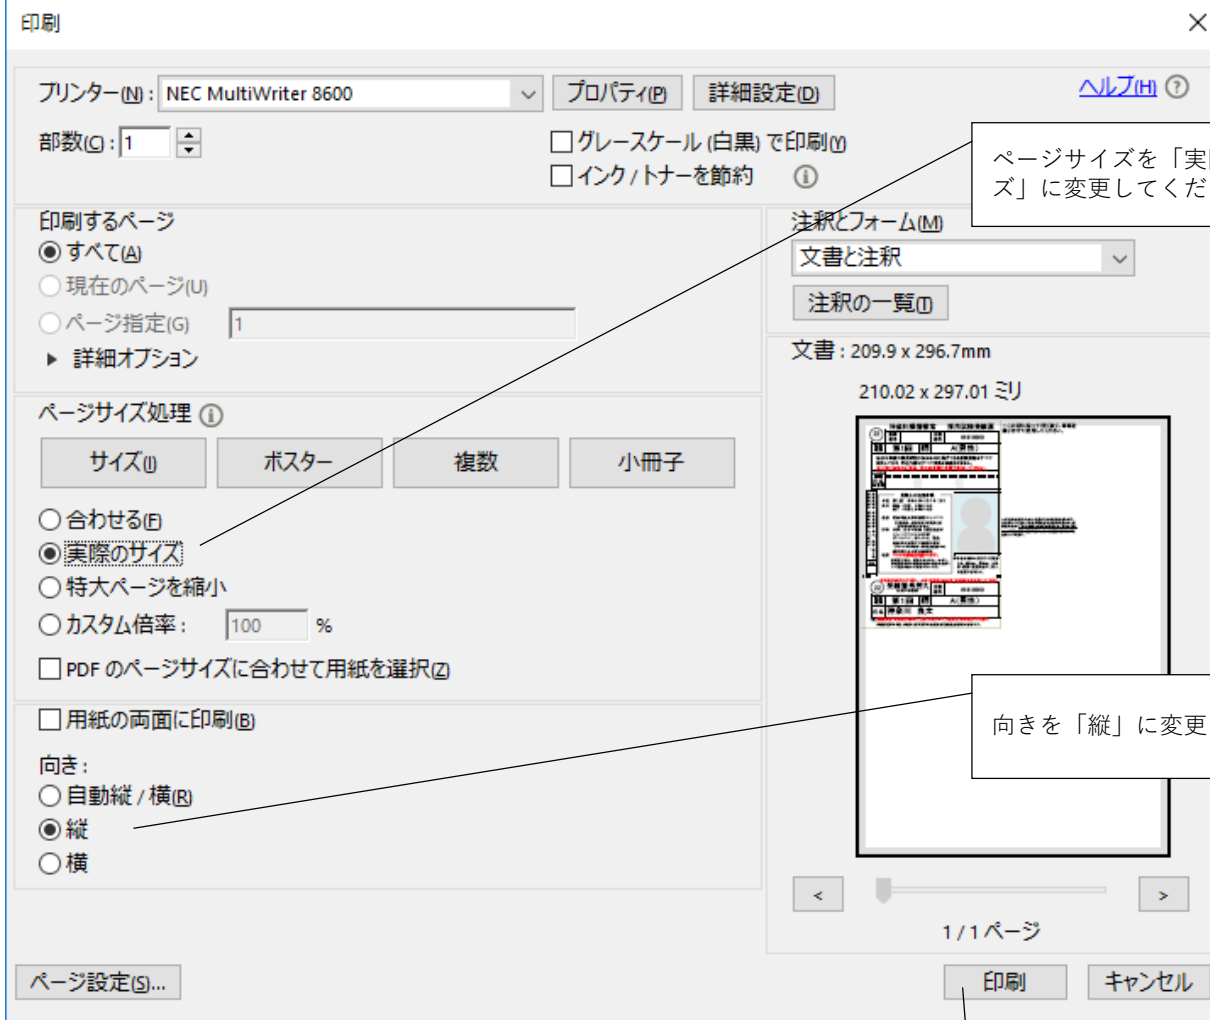 印刷
プリンター(N) : NEC MultiWriter 8600 プロパティ(P) 詳細設定(D) ヘルプ(H) ?
部数(C) : 1 グレースケール (白黒) で印刷(Y)
インク / トナーを節約
ページサイズを「実
ズ」に変更してくだ
印刷するページ
すべて(A)
現在のページ(U)
ページ指定(G) 1
詳細オプション
注釈とフォーム(M)
文書と注釈
注釈の一覧(T)
ページサイズ処理
サイズ(I) ポスター 複数 小冊子
合わせる(F)
実際のサイズ
特大ページを縮小
カスタム倍率 : 100 %
PDF のページサイズに合わせて用紙を選択(Z)
用紙の両面に印刷(B)
向き :
自動縦 / 横(R)
縦
横
文書 : 209.9 x 296.7mm
210.02 x 297.01 ミリ
向きを「縦」に変更
< >
1 / 1 ページ
ページ設定(S)... 印刷 キャンセル